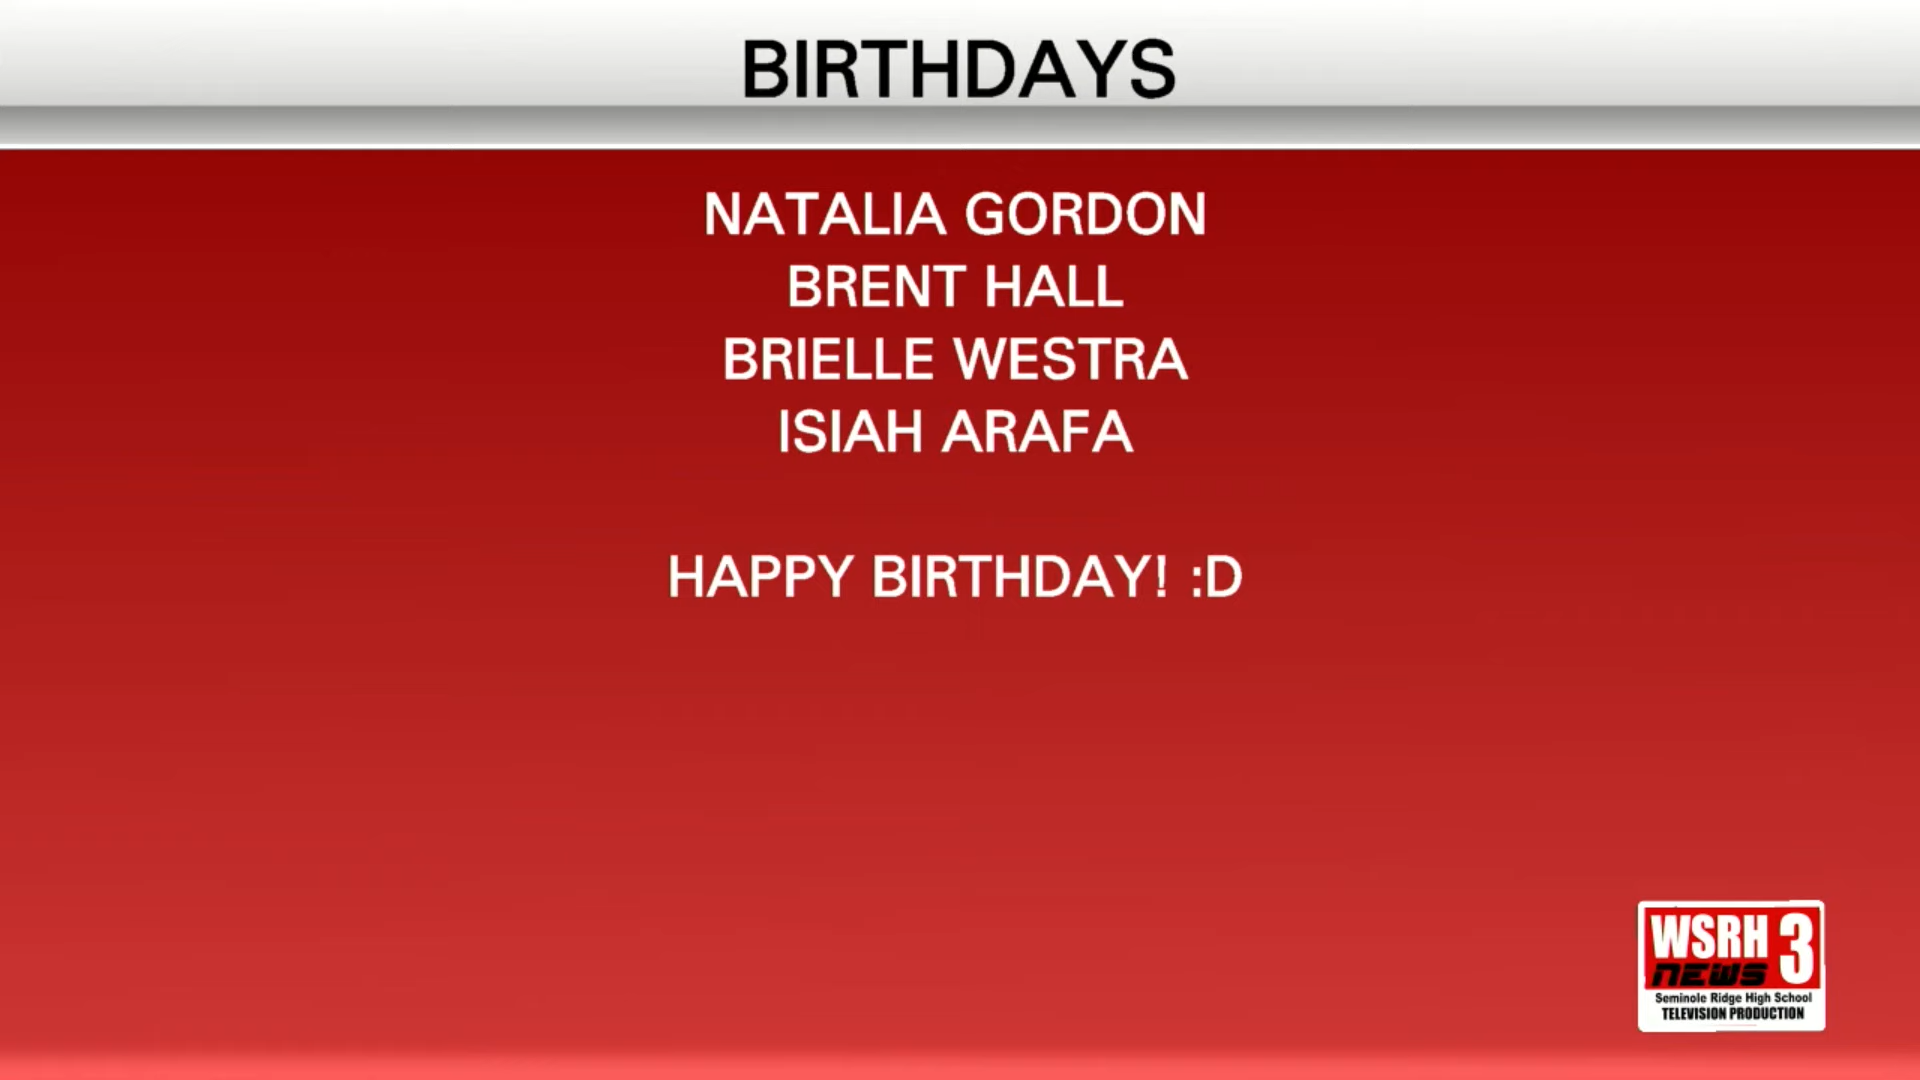 BIRTHDAYS
NATALIA GORDON
BRENT HALL
BRIELLE WESTRA
ISIAH ARAFA
HAPPY BIRTHDAY! :D
WSRH 3
NEWS
Seminole Ridge High School
TELEVISION PRODUCTION